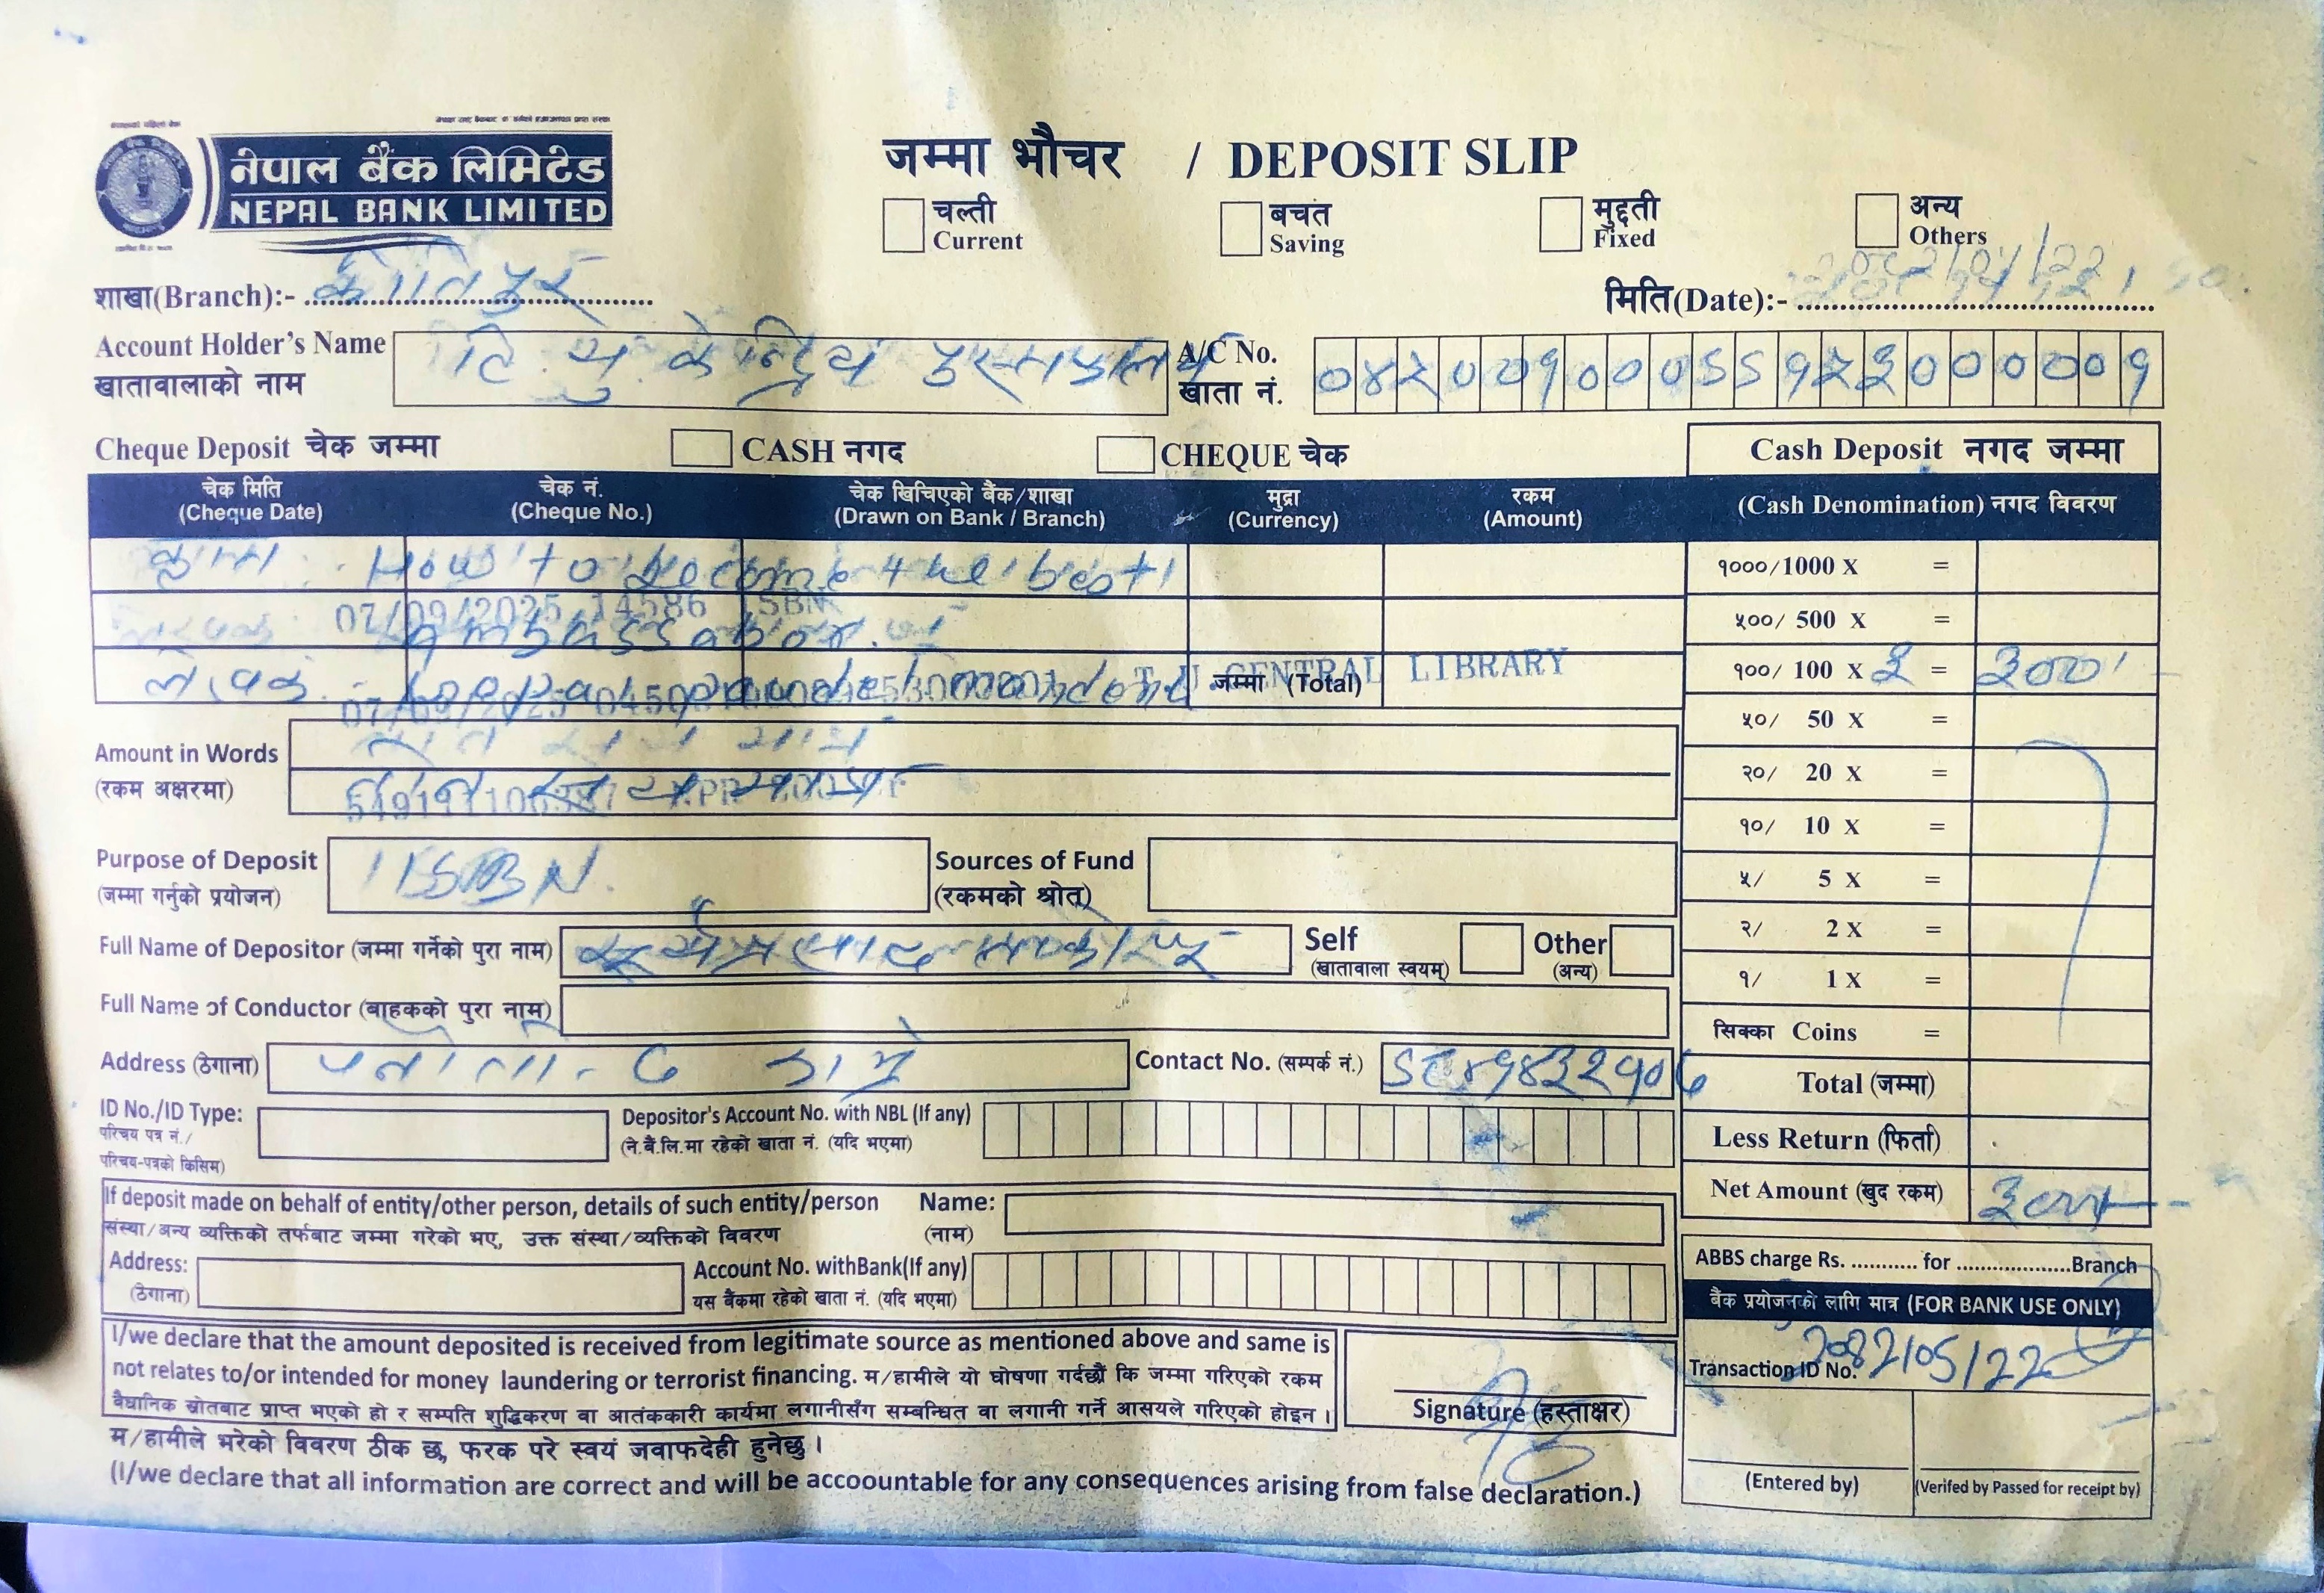 नेपाल बैंक लिमिटेड
NEPAL BANK LIMITED
जम्मा भौचर / DEPOSIT SLIP
चल्ती
Current
बचत
Saving
मुद्दती
Fixed
अन्य
Others
शाखा(Branch):- कीर्तिपुर
मिति(Date):-
Account Holder's Name
खातावालाको नाम
टि. यु. केन्द्रिय पुस्तकालय
A/C No.
खाता नं.
Cheque Deposit चेक जम्मा
CASH नगद
CHEQUE चेक
Cash Deposit नगद जम्मा
चेक मिति
(Cheque Date)
चेक नं.
(Cheque No.)
चेक खिचिएको बैंक/शाखा
(Drawn on Bank / Branch)
मुद्रा
(Currency)
रकम
(Amount)
(Cash Denomination) नगद विवरण
How to become the best
07/09/2025 14586 ISBN
ambassador
T U CENTRAL LIBRARY
जम्मा (Total)
१०००/1000 X =
५००/ 500 X =
१००/ 100 X ३ = ३००
५०/ 50 X =
२०/ 20 X =
१०/ 10 X =
५/ 5 X =
२/ 2 X =
१/ 1 X =
सिक्का Coins =
Total (जम्मा)
Less Return (फिर्ता)
Net Amount (खुद रकम)
Amount in Words
(रकम अक्षरमा)
Purpose of Deposit
(जम्मा गर्नुको प्रयोजन)
ISBN
Sources of Fund
(रकमको श्रोत)
Full Name of Depositor (जम्मा गर्नेको पुरा नाम)
Self
(खातावाला स्वयम्)
Other
(अन्य)
Full Name of Conductor (बाहकको पुरा नाम)
Address (ठेगाना)
Contact No. (सम्पर्क नं.)
ID No./ID Type:
परिचय पत्र नं./
परिचय-पत्रको किसिम)
Depositor's Account No. with NBL (If any)
(ने.बैं.लि.मा रहेको खाता नं. (यदि भएमा)
If deposit made on behalf of entity/other person, details of such entity/person
संस्था/अन्य व्यक्तिको तर्फबाट जम्मा गरेको भए, उक्त संस्था/व्यक्तिको विवरण
Name:
(नाम)
Address:
(ठेगाना)
Account No. withBank(If any)
यस बैंकमा रहेको खाता नं. (यदि भएमा)
ABBS charge Rs. ........... for ....................Branch
बैंक प्रयोजनको लागि मात्र (FOR BANK USE ONLY)
2082/05/22
Transaction ID No.
I/we declare that the amount deposited is received from legitimate source as mentioned above and same is
not relates to/or intended for money laundering or terrorist financing. म/हामीले यो घोषणा गर्दछौं कि जम्मा गरिएको रकम
वैधानिक स्रोतबाट प्राप्त भएको हो र सम्पति शुद्धिकरण वा आतंककारी कार्यमा लगानीसँग सम्बन्धित वा लगानी गर्ने आसयले गरिएको होइन ।
Signature (हस्ताक्षर)
म/हामीले भरेको विवरण ठीक छ, फरक परे स्वयं जवाफदेही हुनेछु ।
(I/we declare that all information are correct and will be accoountable for any consequences arising from false declaration.)
(Entered by)
(Verifed by Passed for receipt by)